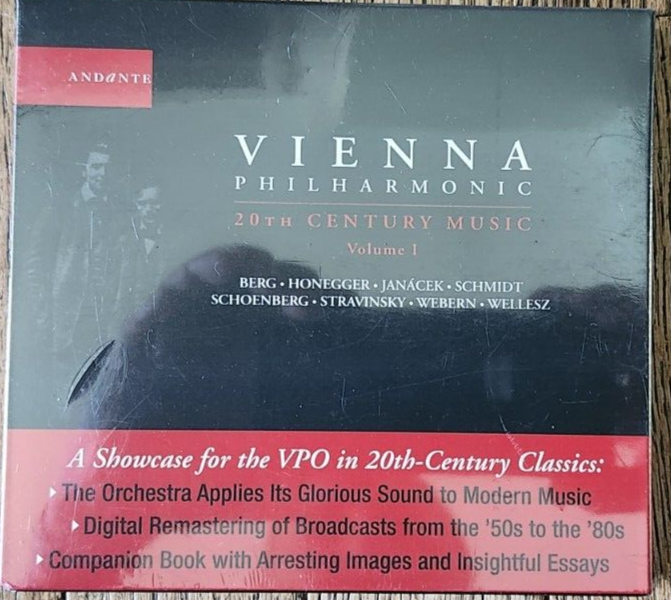 ANDANTE
VIENNA
PHILHARMONIC
20TH CENTURY MUSIC
Volume I
BERG • HONEGGER • JANÁCEK • SCHMIDT
SCHOENBERG • STRAVINSKY • WEBERN • WELLESZ
A Showcase for the VPO in 20th-Century Classics:
The Orchestra Applies Its Glorious Sound to Modern Music
Digital Remastering of Broadcasts from the '50s to the '80s
Companion Book with Arresting Images and Insightful Essays